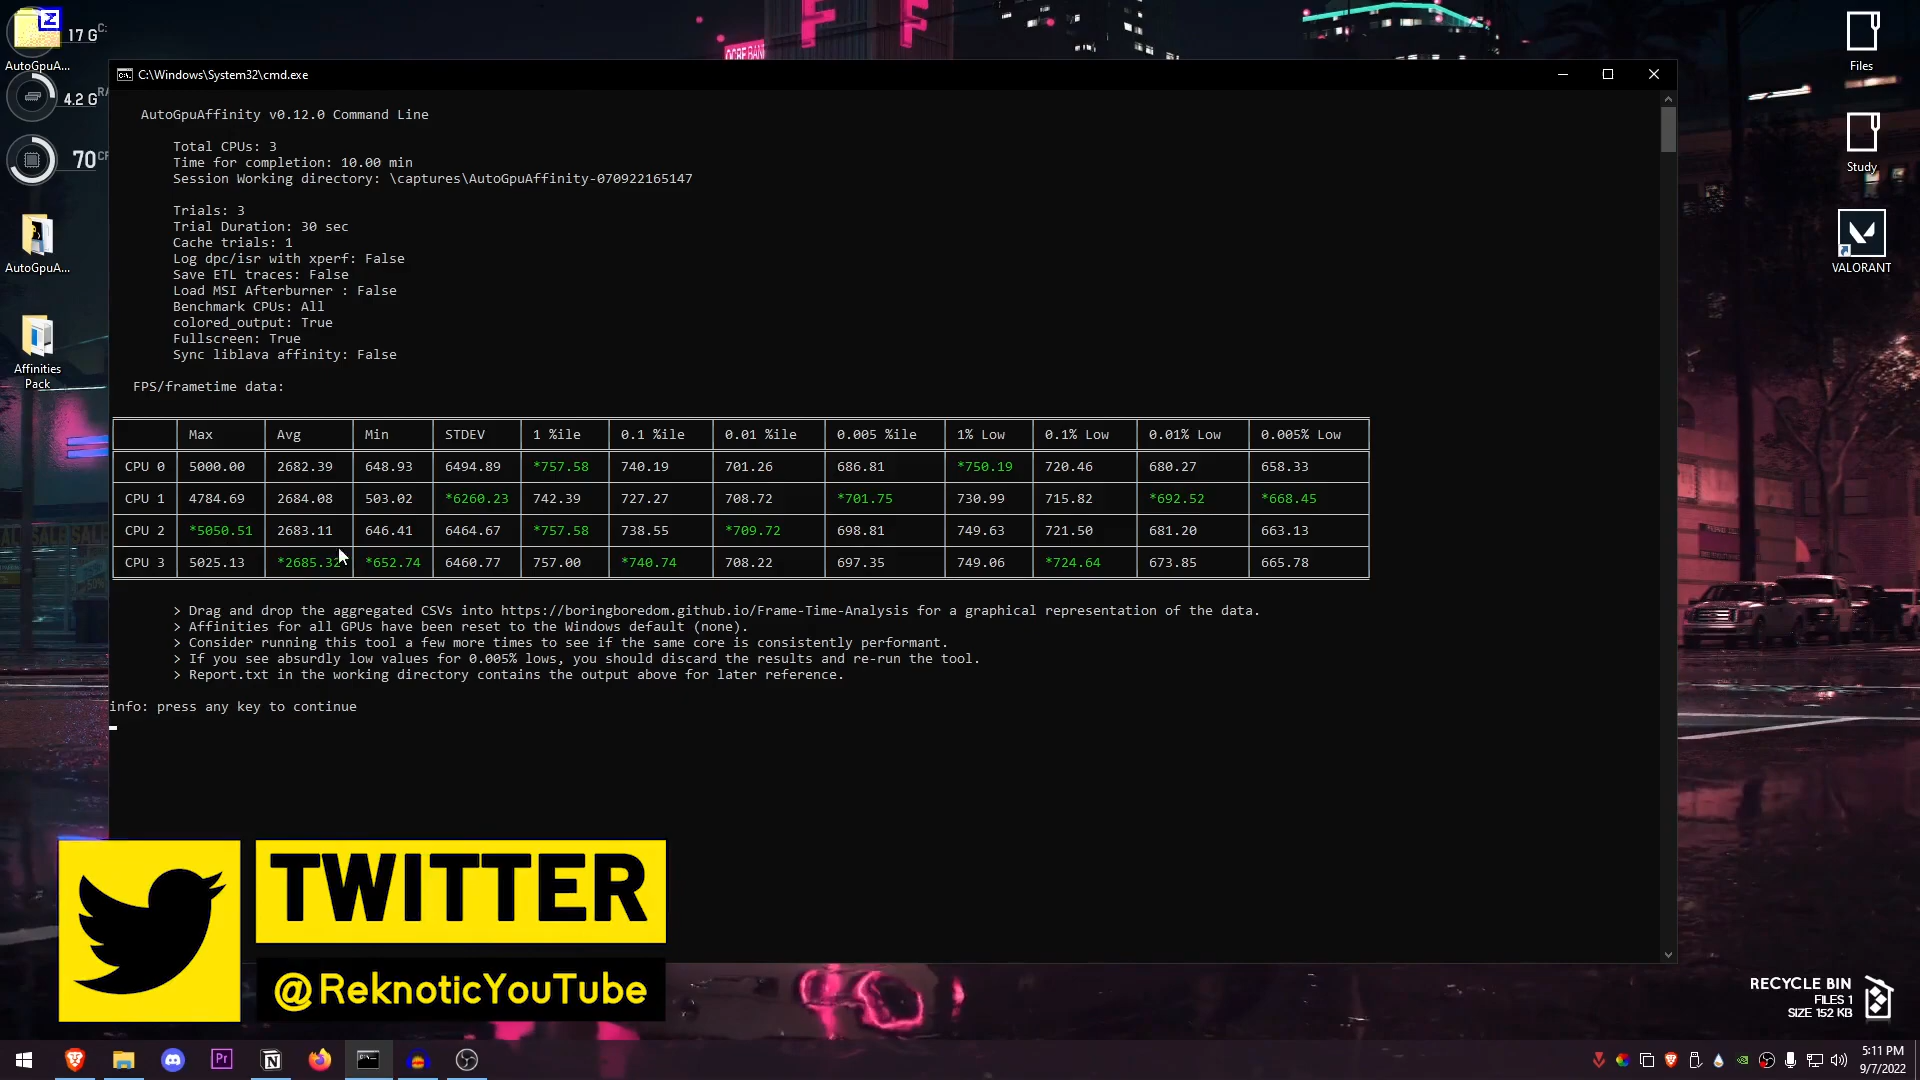 17 G
C:
AutoGpuA...
4.2 G
RA
70
CP
AutoGpuA...
Affinities
Pack
Files
Study
VALORANT
C:\Windows\System32\cmd.exe
AutoGpuAffinity v0.12.0 Command Line
Total CPUs: 3
Time for completion: 10.00 min
Session Working directory: \captures\AutoGpuAffinity-070922165147
Trials: 3
Trial Duration: 30 sec
Cache trials: 1
Log dpc/isr with xperf: False
Save ETL traces: False
Load MSI Afterburner : False
Benchmark CPUs: All
colored_output: True
Fullscreen: True
Sync liblava affinity: False
FPS/frametime data:
Max Avg Min STDEV 1 %ile 0.1 %ile 0.01 %ile 0.005 %ile 1% Low 0.1% Low 0.01% Low 0.005% Low
CPU 0 5000.00 2682.39 648.93 6494.89 *757.58 740.19 701.26 686.81 *750.19 720.46 680.27 658.33
CPU 1 4784.69 2684.08 503.02 *6260.23 742.39 727.27 708.72 *701.75 730.99 715.82 *692.52 *668.45
CPU 2 *5050.51 2683.11 646.41 6464.67 *757.58 738.55 *709.72 698.81 749.63 721.50 681.20 663.13
CPU 3 5025.13 *2685.32 *652.74 6460.77 757.00 *740.74 708.22 697.35 749.06 *724.64 673.85 665.78
> Drag and drop the aggregated CSVs into https://boringboredom.github.io/Frame-Time-Analysis for a graphical representation of the data.
> Affinities for all GPUs have been reset to the Windows default (none).
> Consider running this tool a few more times to see if the same core is consistently performant.
> If you see absurdly low values for 0.005% lows, you should discard the results and re-run the tool.
> Report.txt in the working directory contains the output above for later reference.
info: press any key to continue
TWITTER
@ReknoticYouTube
RECYCLE BIN
FILES 1
SIZE 152 KB
5:11 PM
9/7/2022